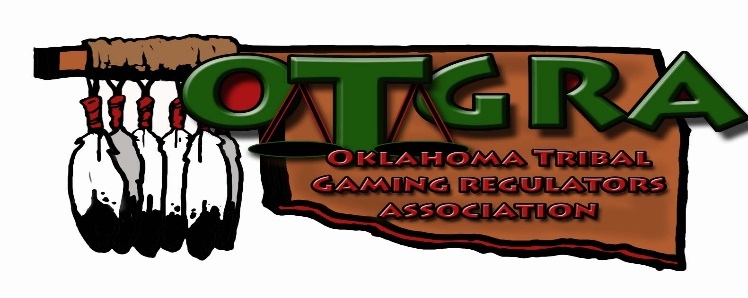 OTGRA
OKLAHOMA TRIBAL
GAMING REGULATORS
ASSOCIATION